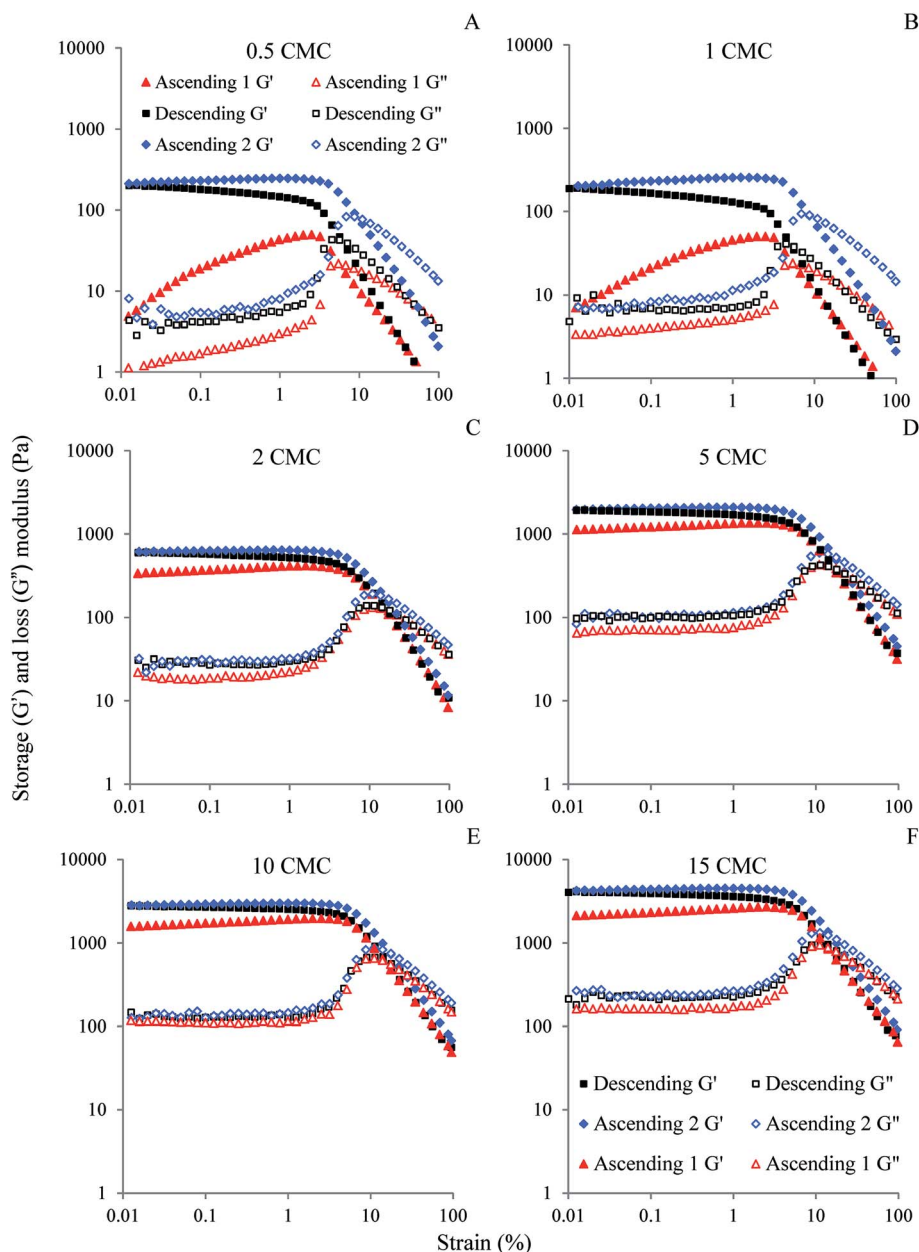 A
0.5 CMC
10000
1000
100
10
1
0.01 0.1 1 10 100
Ascending 1 G' Ascending 1 G"
Descending G' Descending G"
Ascending 2 G' Ascending 2 G"
B
1 CMC
10000
1000
100
10
1
0.01 0.1 1 10 100
Storage (G') and loss (G") modulus (Pa)
C
2 CMC
10000
1000
100
10
1
0.01 0.1 1 10 100
D
5 CMC
10000
1000
100
10
1
0.01 0.1 1 10 100
E
10 CMC
10000
1000
100
10
1
0.01 0.1 1 10 100
F
15 CMC
10000
1000
100
10
1
Descending G' Descending G"
Ascending 2 G' Ascending 2 G"
Ascending 1 G' Ascending 1 G"
0.01 0.1 1 10 100
Strain (%)